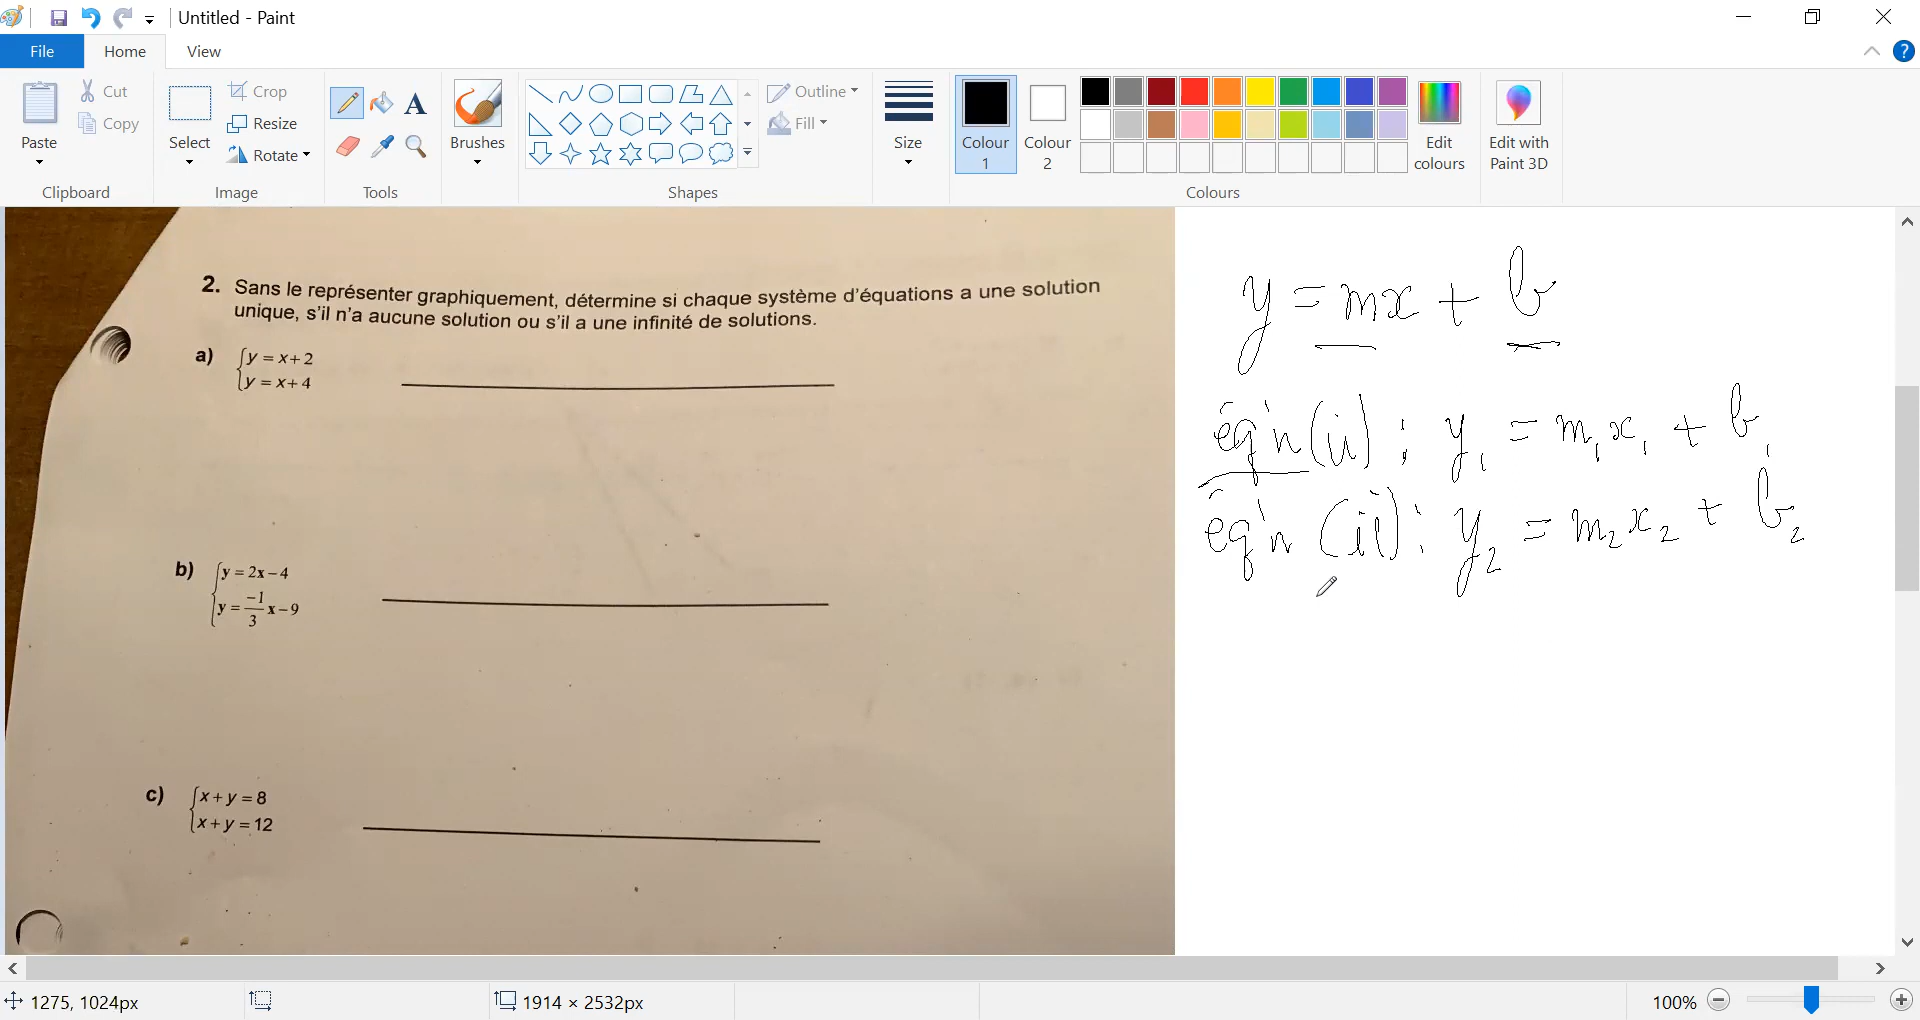 Untitled - Paint
File Home View
Paste
Cut
Copy
Clipboard
Select
Crop
Resize
Rotate
Image
Tools
Brushes
Shapes
Outline
Fill
Size
Colour 1
Colour 2
Edit colours
Edit with Paint 3D
Colours
2. Sans le représenter graphiquement, détermine si chaque système d'équations a une solution
unique, s'il n'a aucune solution ou s'il a une infinité de solutions.
a) y = x + 2
y = x + 4
b) y = 2x – 4
y = -1/3 x – 9
c) x + y = 8
x + y = 12
y = mx + b
éq'n (ii) : y₁ = m₁x₁ + b₁
éq'n (ii) : y₂ = m₂x₂ + b₂
1275, 1024px
1914 × 2532px
100%